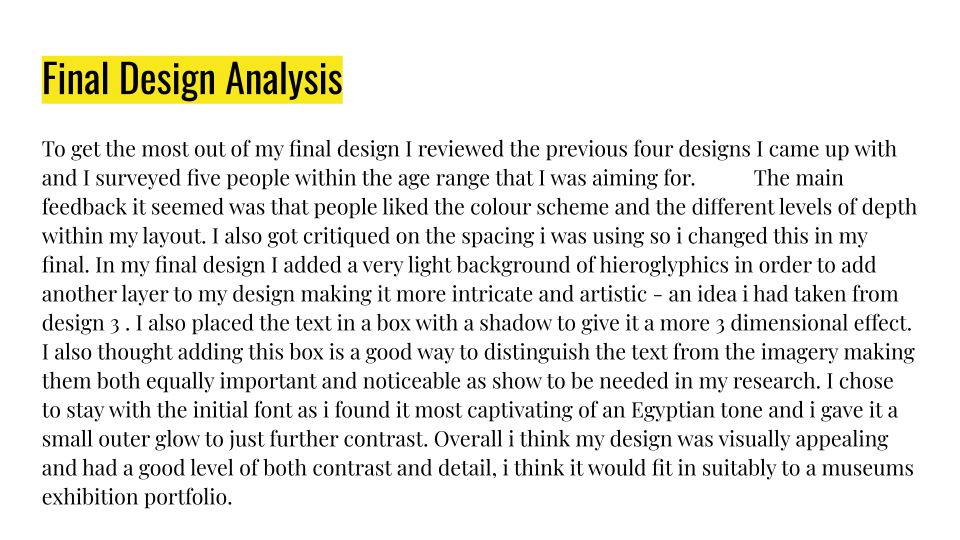 Final Design Analysis
To get the most out of my final design I reviewed the previous four designs I came up with
and I surveyed five people within the age range that I was aiming for. The main
feedback it seemed was that people liked the colour scheme and the different levels of depth
within my layout. I also got critiqued on the spacing i was using so i changed this in my
final. In my final design I added a very light background of hieroglyphics in order to add
another layer to my design making it more intricate and artistic - an idea i had taken from
design 3 . I also placed the text in a box with a shadow to give it a more 3 dimensional effect.
I also thought adding this box is a good way to distinguish the text from the imagery making
them both equally important and noticeable as show to be needed in my research. I chose
to stay with the initial font as i found it most captivating of an Egyptian tone and i gave it a
small outer glow to just further contrast. Overall i think my design was visually appealing
and had a good level of both contrast and detail, i think it would fit in suitably to a museums
exhibition portfolio.